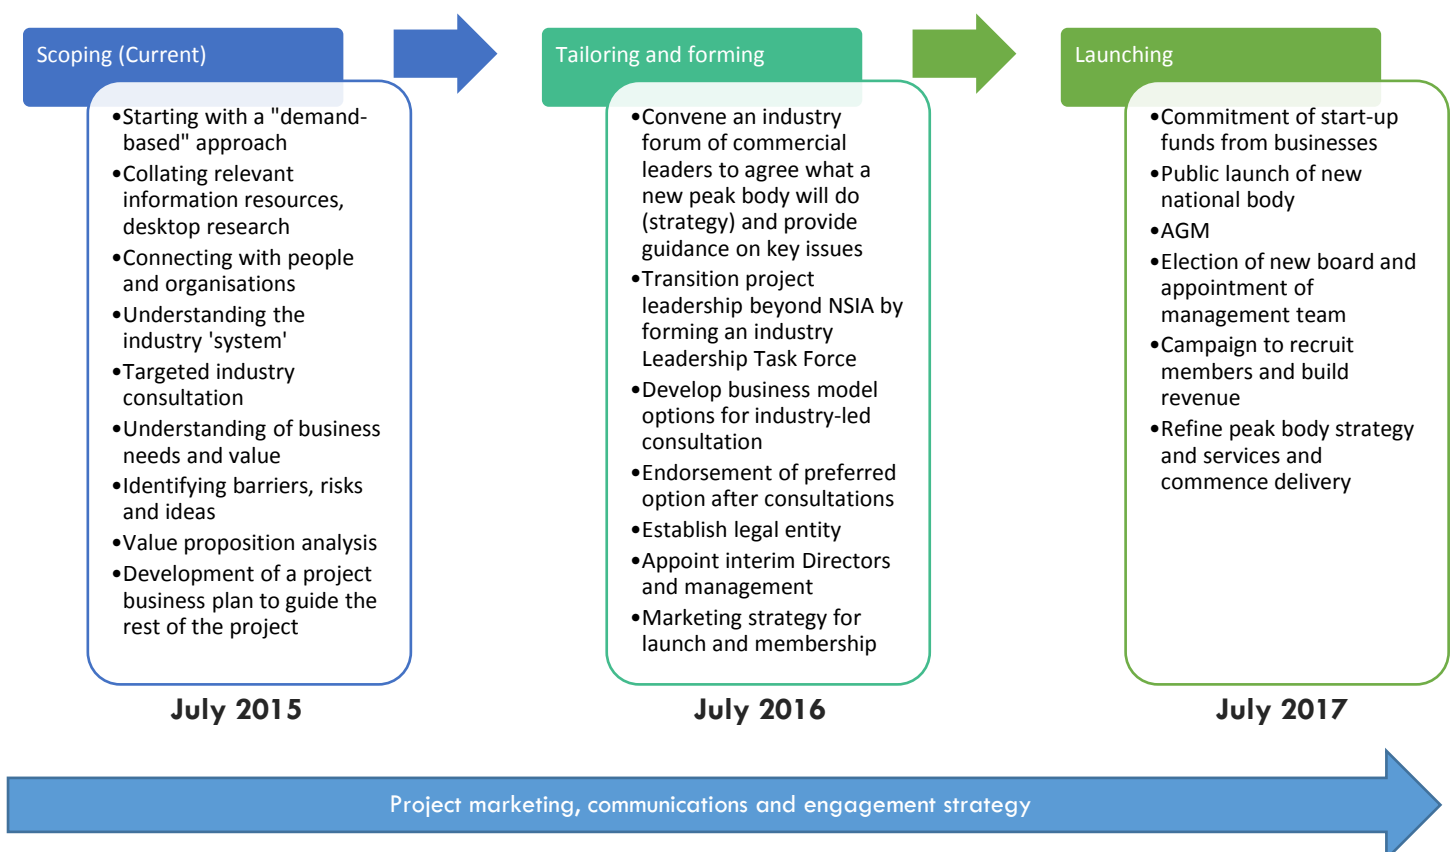 Scoping (Current)
•Starting with a "demand-
based" approach
•Collating relevant
information resources,
desktop research
•Connecting with people
and organisations
•Understanding the
industry 'system'
•Targeted industry
consultation
•Understanding of business
needs and value
•Identifying barriers, risks
and ideas
•Value proposition analysis
•Development of a project
business plan to guide the
rest of the project
July 2015
Tailoring and forming
•Convene an industry
forum of commercial
leaders to agree what a
new peak body will do
(strategy) and provide
guidance on key issues
•Transition project
leadership beyond NSIA by
forming an industry
Leadership Task Force
•Develop business model
options for industry-led
consultation
•Endorsement of preferred
option after consultations
•Establish legal entity
•Appoint interim Directors
and management
•Marketing strategy for
launch and membership
July 2016
Launching
•Commitment of start-up
funds from businesses
•Public launch of new
national body
•AGM
•Election of new board and
appointment of
management team
•Campaign to recruit
members and build
revenue
•Refine peak body strategy
and services and
commence delivery
July 2017
Project marketing, communications and engagement strategy